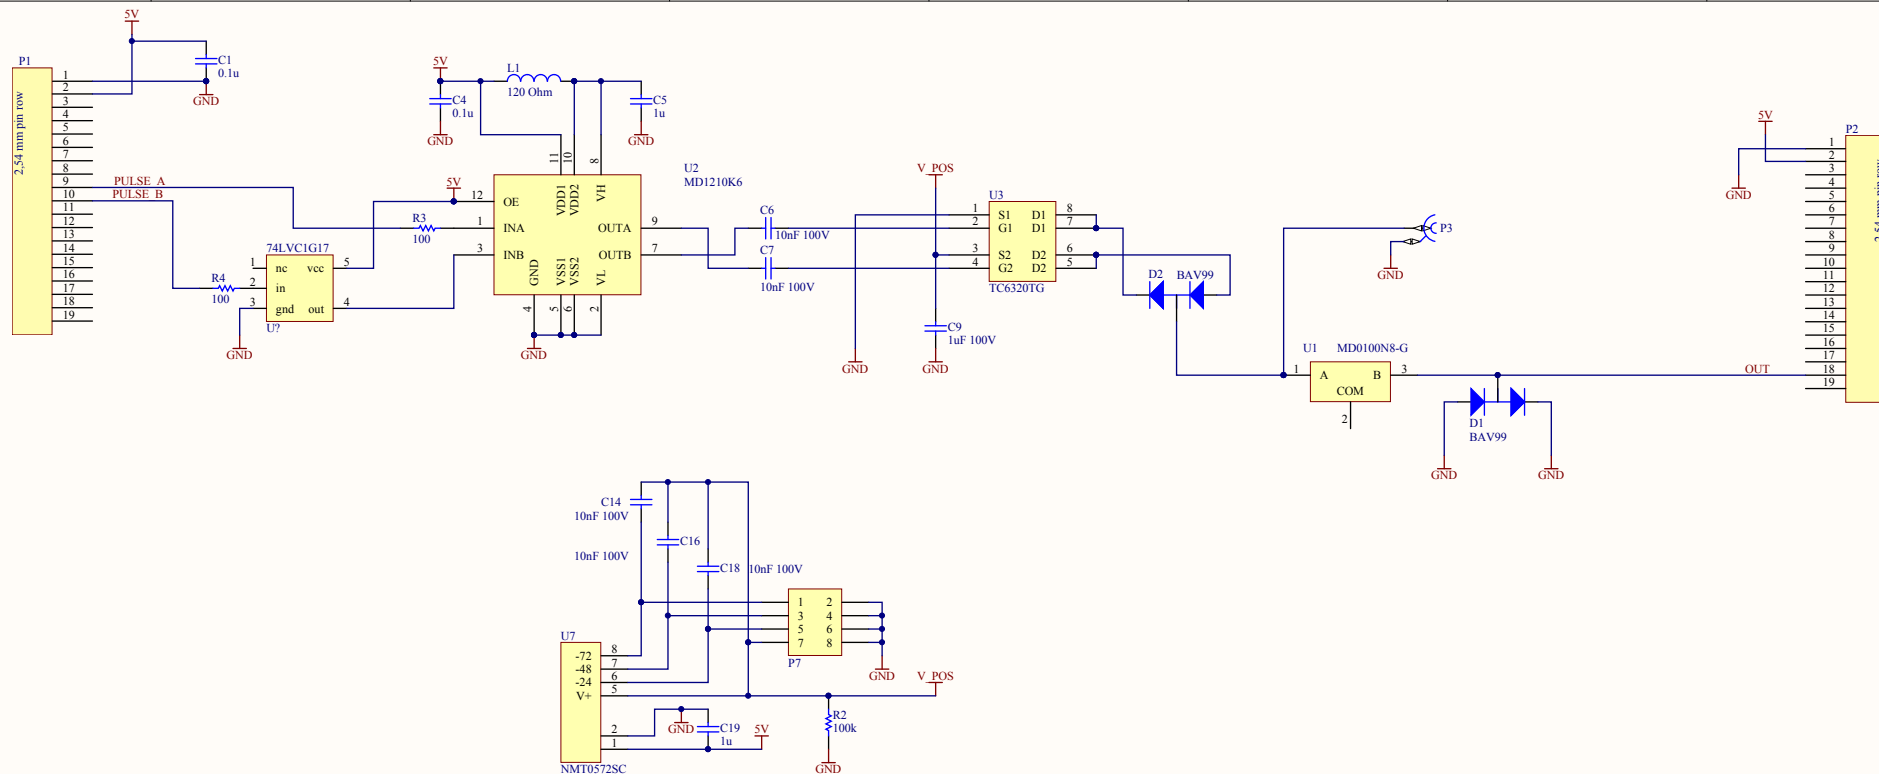 5V
P1
2,54 mm pin row
1
2
3
4
5
6
7
8
9
10
11
12
13
14
15
16
17
18
19
C1
0.1u
GND
PULSE_A
PULSE_B
R4
100
74LVC1G17
1 nc vcc 5
2 in
3 gnd out 4
U?
GND
R3
100
5V
5V
C4
0.1u
GND
L1
120 Ohm
C5
1u
GND
U2
MD1210K6
11 10 8
VDD1 VDD2 VH
12 OE
1 INA OUTA 9
3 INB OUTB 7
GND VSS1 VSS2 VL
4 5 6 2
GND
C6
10nF 100V
C7
10nF 100V
V_POS
U3
1 S1 D1 8
2 G1 D1 7
3 S2 D2 6
4 G2 D2 5
TC6320TG
GND
C9
1uF 100V
GND
D2 BAV99
P3
GND
U1 MD0100N8-G
1 A B 3
COM
2
D1
BAV99
GND
GND
OUT
5V
GND
P2
1
2
3
4
5
6
7
8
9
10
11
12
13
14
15
16
17
18
19
C14
10nF 100V
10nF 100V
C16
C18 10nF 100V
1 2
3 4
5 6
7 8
P7
GND
U7
-72 8
-48 7
-24 6
V+ 5
2
1
NMT0572SC
GND
C19
1u
5V
V_POS
R2
100k
GND